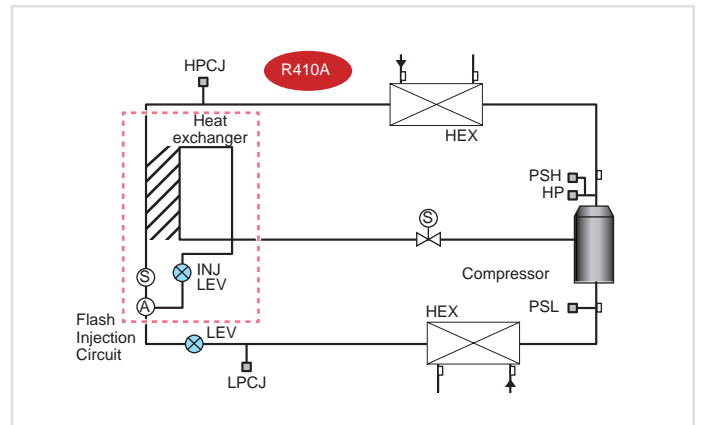 HPCJ
R410A
Heat
exchanger
HEX
PSH
HP
S
Compressor
S
INJ
LEV
A
HEX
PSL
Flash
Injection
Circuit
LEV
LPCJ